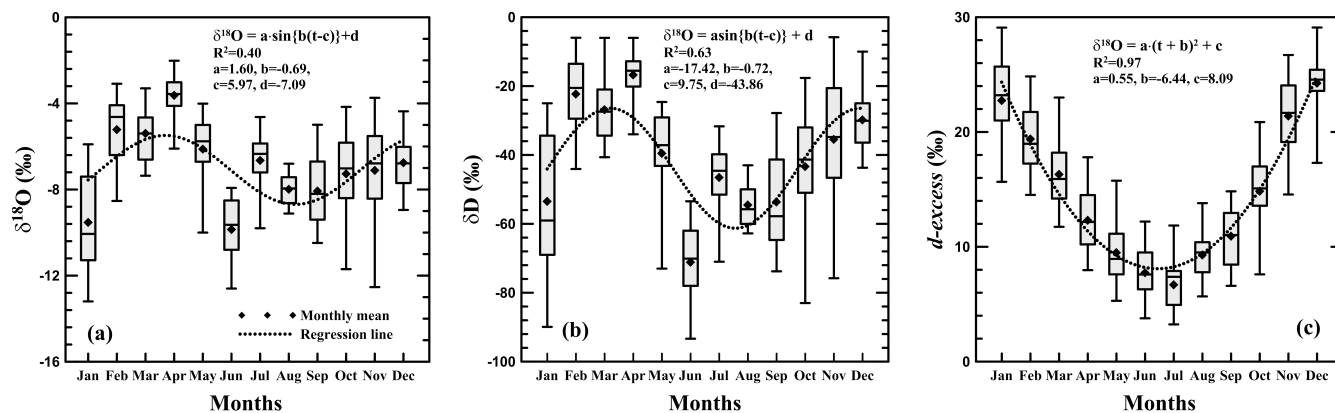 δ¹⁸O = a·sin{b(t-c)}+d
R²=0.40
a=1.60, b=-0.69,
c=5.97, d=-7.09
0
-4
-8
-12
-16
δ¹⁸O (‰)
(a)
Monthly mean
Regression line
Jan Feb Mar Apr May Jun Jul Aug Sep Oct Nov Dec
Months
δ¹⁸O = asin{b(t-c)} + d
R²=0.63
a=-17.42, b=-0.72,
c=9.75, d=-43.86
0
-20
-40
-60
-80
-100
δD (‰)
(b)
Jan Feb Mar Apr May Jun Jul Aug Sep Oct Nov Dec
Months
δ¹⁸O = a·(t + b)² + c
R²=0.97
a=0.55, b=-6.44, c=8.09
30
20
10
0
d-excess (‰)
(c)
Jan Feb Mar Apr May Jun Jul Aug Sep Oct Nov Dec
Months